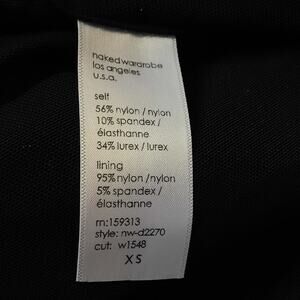 nakedwardrobe
los angeles
u.s.a.
self
56% nylon / nylon
10% spandex /
élasthanne
34% lurex / lurex
lining
95% nylon / nylon
5% spandex /
élasthanne
rn: 159313
style: nw-d2270
cut: w1548
XS